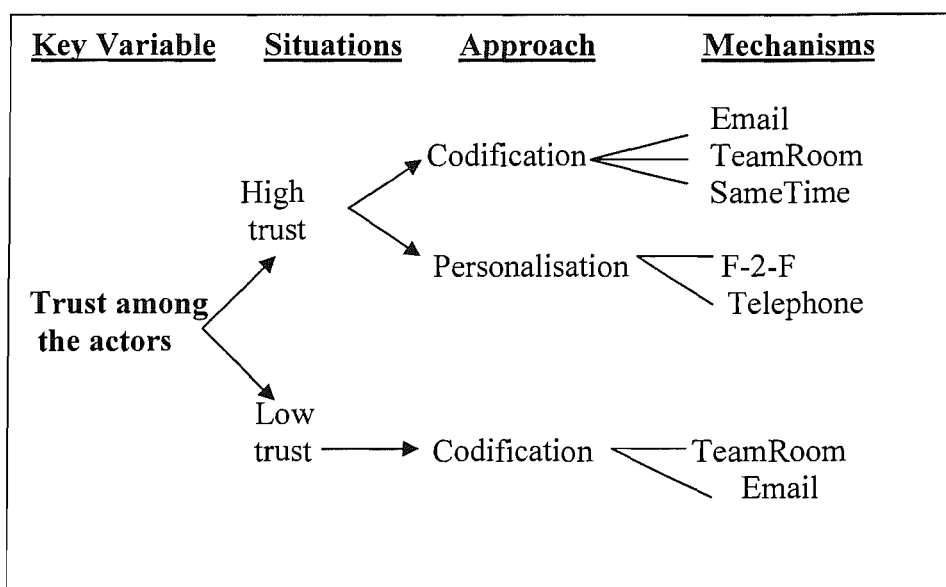 Key Variable Situations Approach Mechanisms
Email
Codification TeamRoom
SameTime
High
trust
Personalisation F-2-F
Telephone
Trust among
the actors
Low
trust Codification TeamRoom
Email